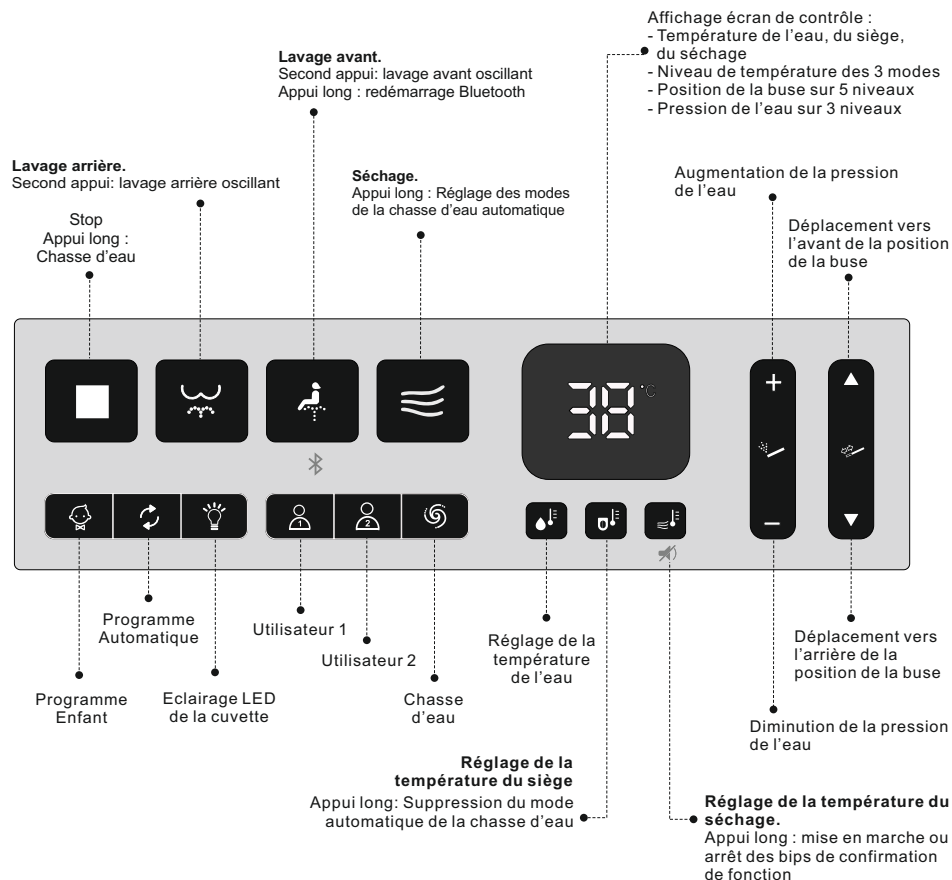 Affichage écran de contrôle :
- Température de l'eau, du siège,
du séchage
- Niveau de température des 3 modes
- Position de la buse sur 5 niveaux
- Pression de l'eau sur 3 niveaux
Lavage avant.
Second appui: lavage avant oscillant
Appui long : redémarrage Bluetooth
Lavage arrière.
Second appui: lavage arrière oscillant
Séchage.
Appui long : Réglage des modes
de la chasse d'eau automatique
Augmentation de la pression
de l'eau
Stop
Appui long :
Chasse d'eau
Déplacement vers
l'avant de la position
de la buse
38 °C
+
−
1
2
Programme
Automatique
Utilisateur 1
Utilisateur 2
Réglage de la
température
de l'eau
Déplacement vers
l'arrière de la
position de la buse
Programme
Enfant
Eclairage LED
de la cuvette
Chasse
d'eau
Diminution de la pression
de l'eau
Réglage de la
température du siège
Appui long: Suppression du mode
automatique de la chasse d'eau
Réglage de la température du
séchage.
Appui long : mise en marche ou
arrêt des bips de confirmation
de fonction